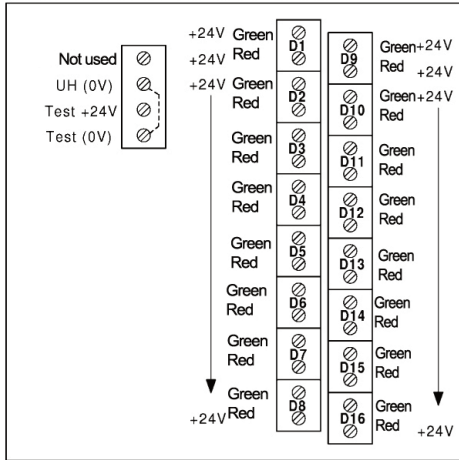 Not used
UH (0V)
Test +24V
Test (0V)
+24V Green
+24V Red
+24V Green
Red
Green
Red
Green
Red
Green
Red
Green
Red
Green
Red
Green
+24V Red
D1
D2
D3
D4
D5
D6
D7
D8
D9
D10
D11
D12
D13
D14
D15
D16
Green +24V
Red +24V
Green +24V
Red
Green
Red
Green
Red
Green
Red
Green
Red
Green
Red
Green
Red +24V